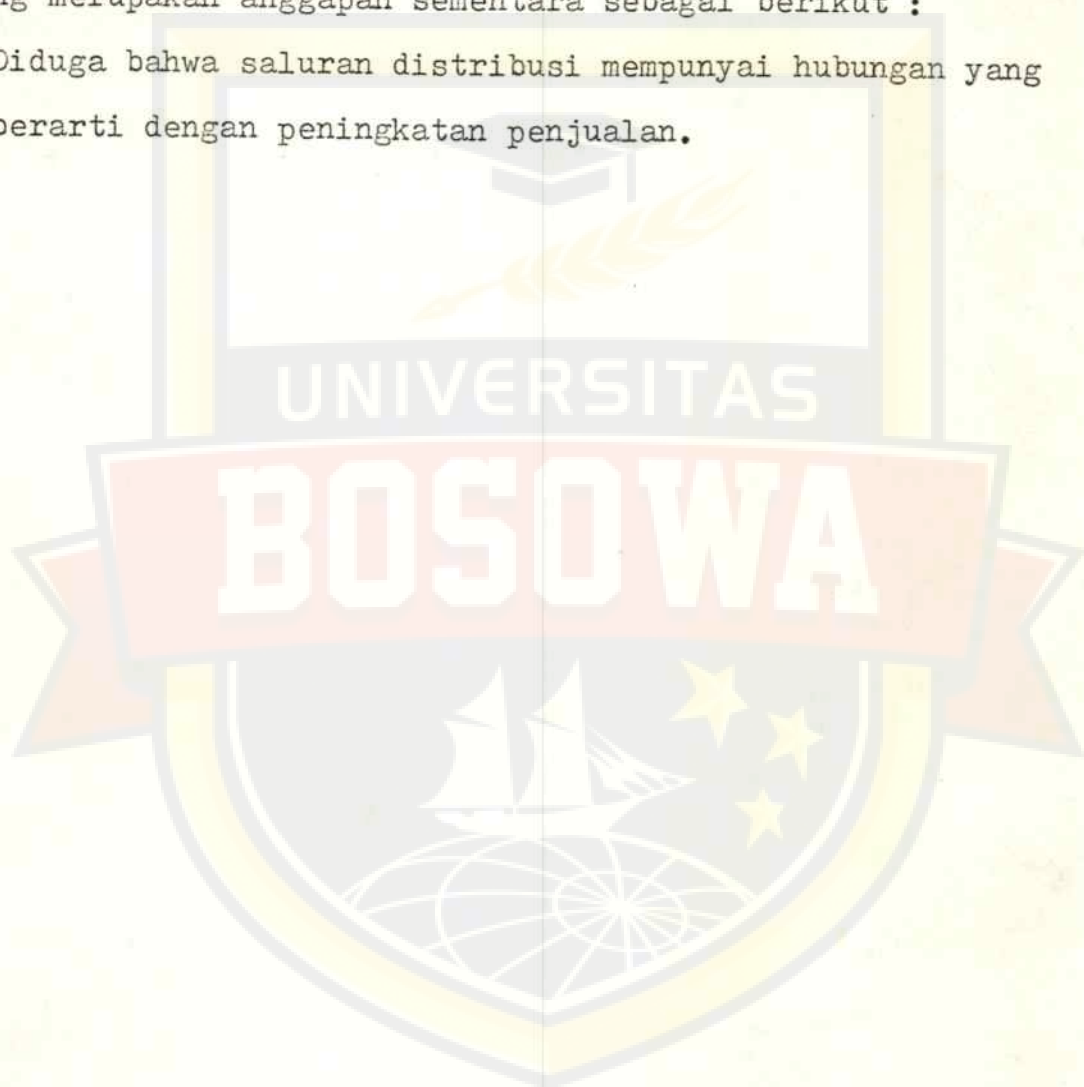 merupakan anggapan sementara sebagai berikut :
Diduga bahwa saluran distribusi mempunyai hubungan yang
berarti dengan peningkatan penjualan.
UNIVERSITAS
BOSOWA